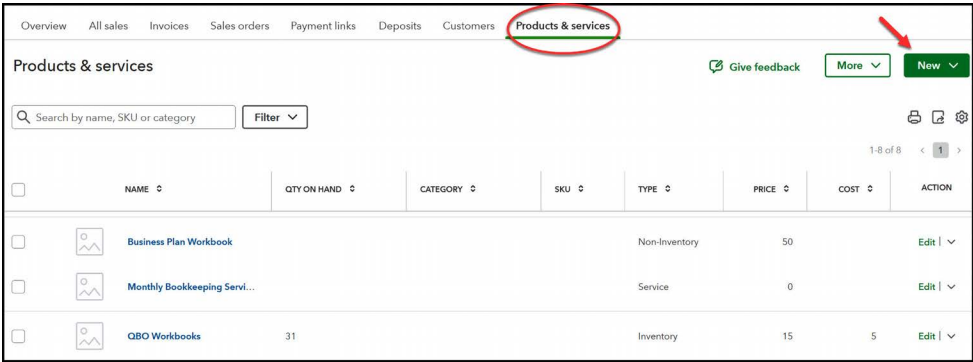 Overview All sales Invoices Sales orders Payment links Deposits Customers Products & services
Products & services Give feedback More New
Search by name, SKU or category Filter
1-8 of 8 1
NAME QTY ON HAND CATEGORY SKU TYPE PRICE COST ACTION
Business Plan Workbook Non-Inventory 50 Edit
Monthly Bookkeeping Servi... Service 0 Edit
QBO Workbooks 31 Inventory 15 5 Edit